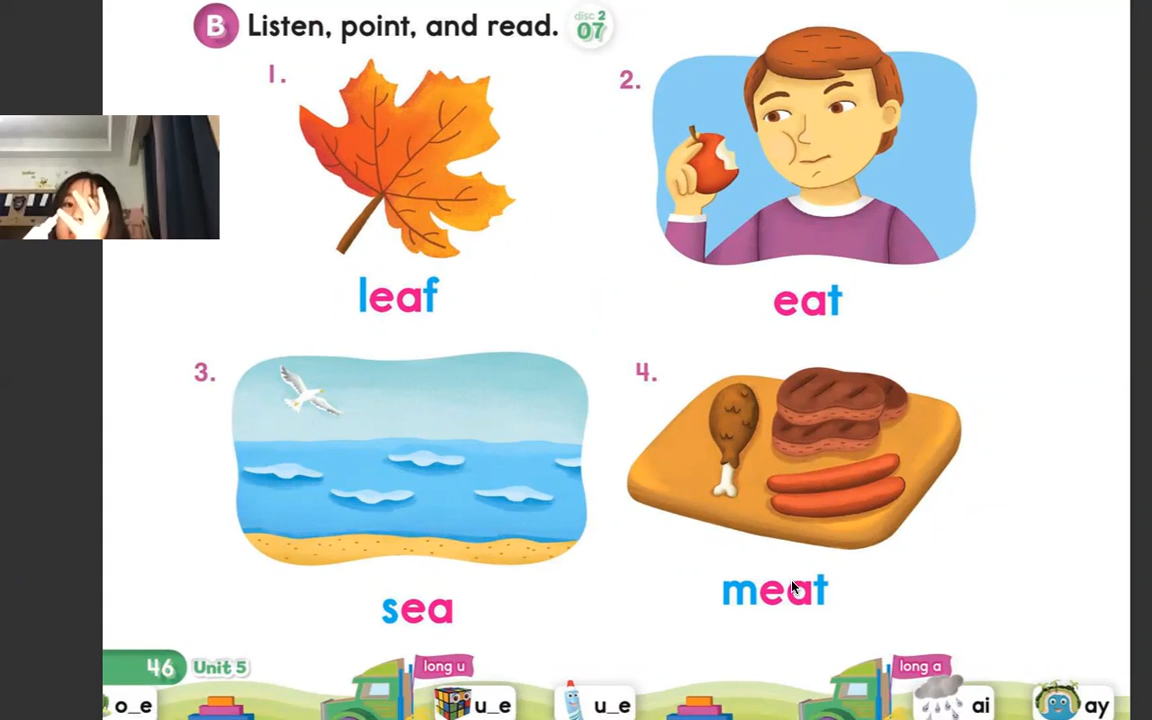 B Listen, point, and read. disc 2 07
1.
leaf
2.
eat
3.
sea
4.
meat
46 Unit 5 long u long a
o_e u_e u_e ai ay